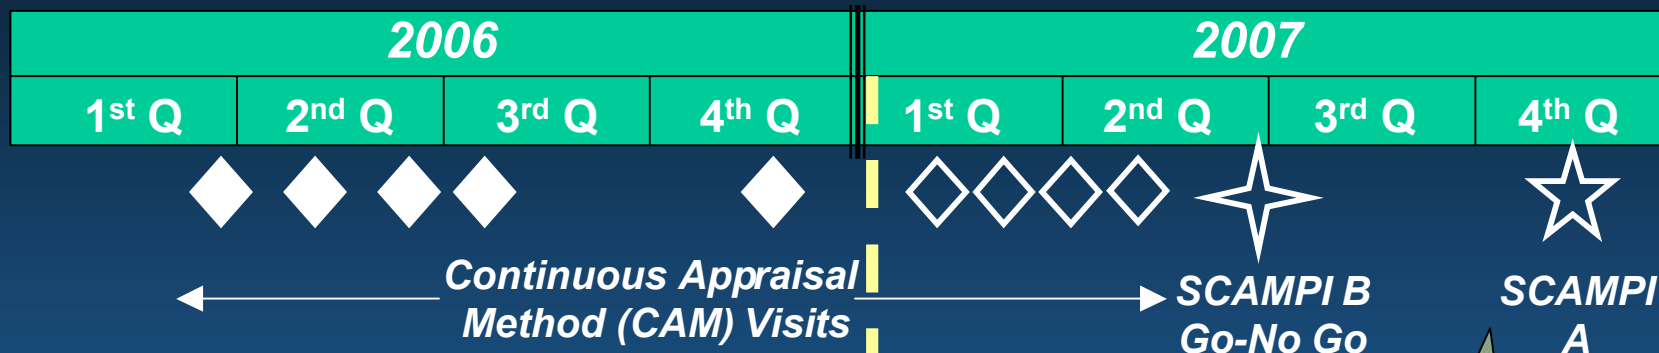 2006 2007
1st Q 2nd Q 3rd Q 4th Q 1st Q 2nd Q 3rd Q 4th Q
Continuous Appraisal
Method (CAM) Visits
SCAMPI B
Go-No Go
SCAMPI
A